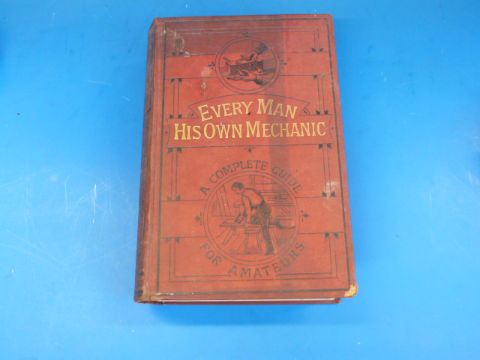 EVERY MAN
HIS OWN MECHANIC
A COMPLETE GUIDE
FOR AMATEURS